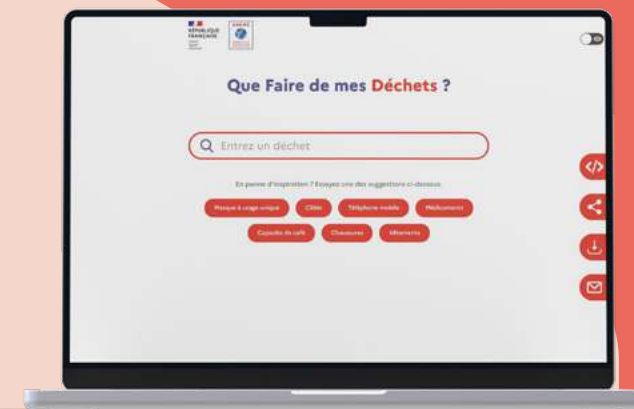 RÉPUBLIQUE
FRANÇAISE
ADEME
Que Faire de mes Déchets ?
Entrez un déchet
En panne d'inspiration ? Essayez une des suggestions ci-dessous.
Masque à usage unique
Câble
Téléphone mobile
Médicaments
Capsules de café
Chaussures
Vêtements